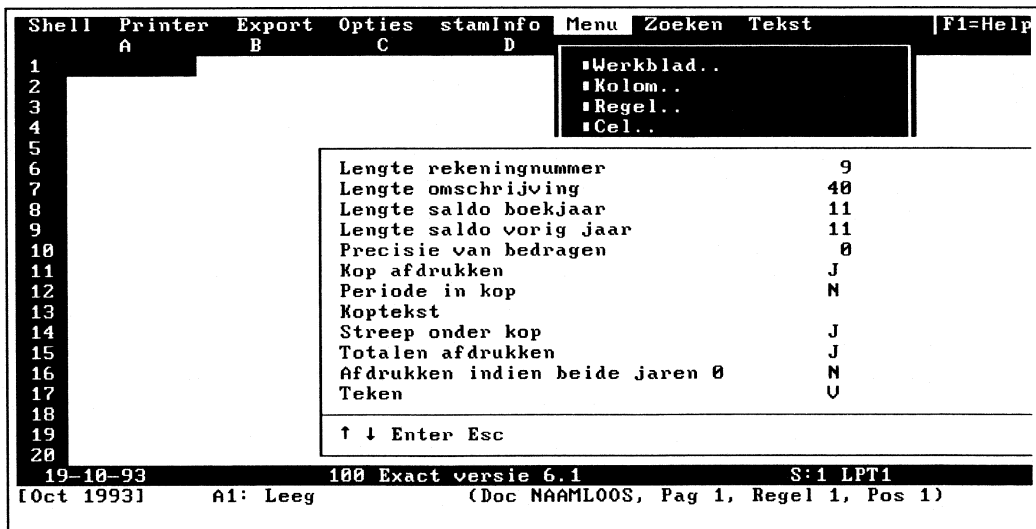 Shell Printer Export Opties stamInfo Menu Zoeken Tekst |F1=Help
A B C D
1
2
3
4
5
6
7
8
9
10
11
12
13
14
15
16
17
18
19
20
Werkblad..
Kolom..
Regel..
Cel..
Lengte rekeningnummer 9
Lengte omschrijving 40
Lengte saldo boekjaar 11
Lengte saldo vorig jaar 11
Precisie van bedragen 0
Kop afdrukken J
Periode in kop N
Koptekst
Streep onder kop J
Totalen afdrukken J
Afdrukken indien beide jaren 0 N
Teken V
↑ ↓ Enter Esc
19-10-93 100 Exact versie 6.1 S:1 LPT1
[Oct 1993] A1: Leeg (Doc NAAMLOOS, Pag 1, Regel 1, Pos 1)